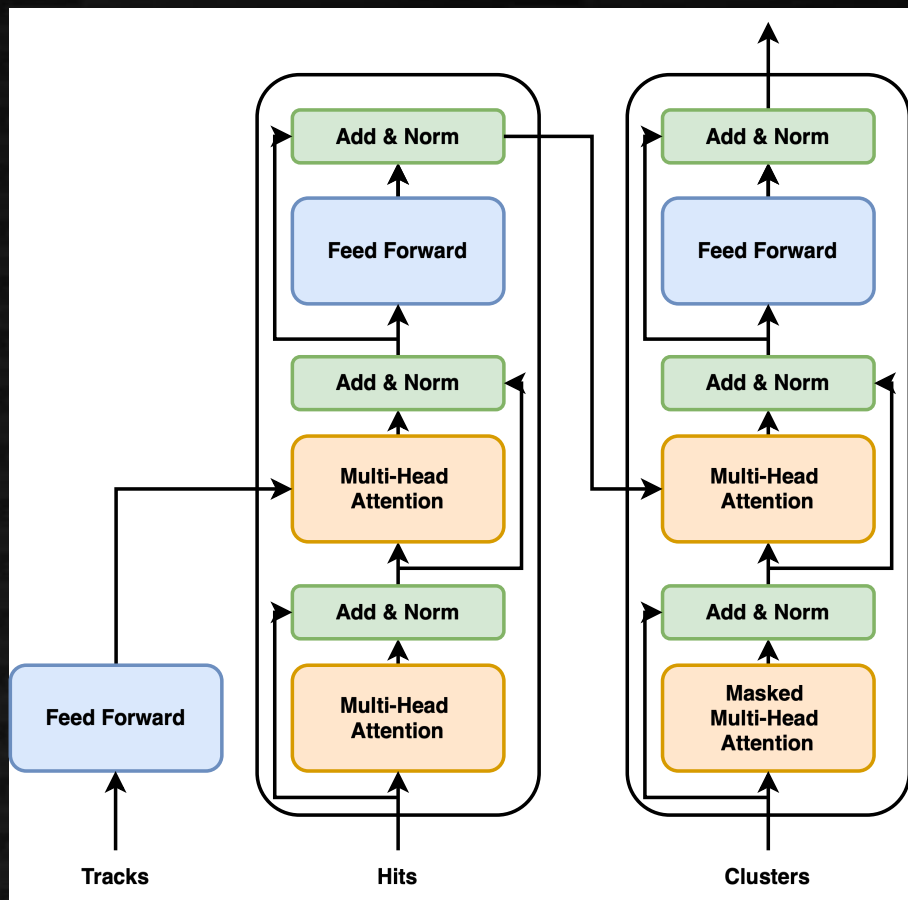 Add & Norm
Feed Forward
Add & Norm
Multi-Head
Attention
Add & Norm
Multi-Head
Attention
Feed Forward
Tracks
Hits
Add & Norm
Feed Forward
Add & Norm
Multi-Head
Attention
Add & Norm
Masked
Multi-Head
Attention
Clusters